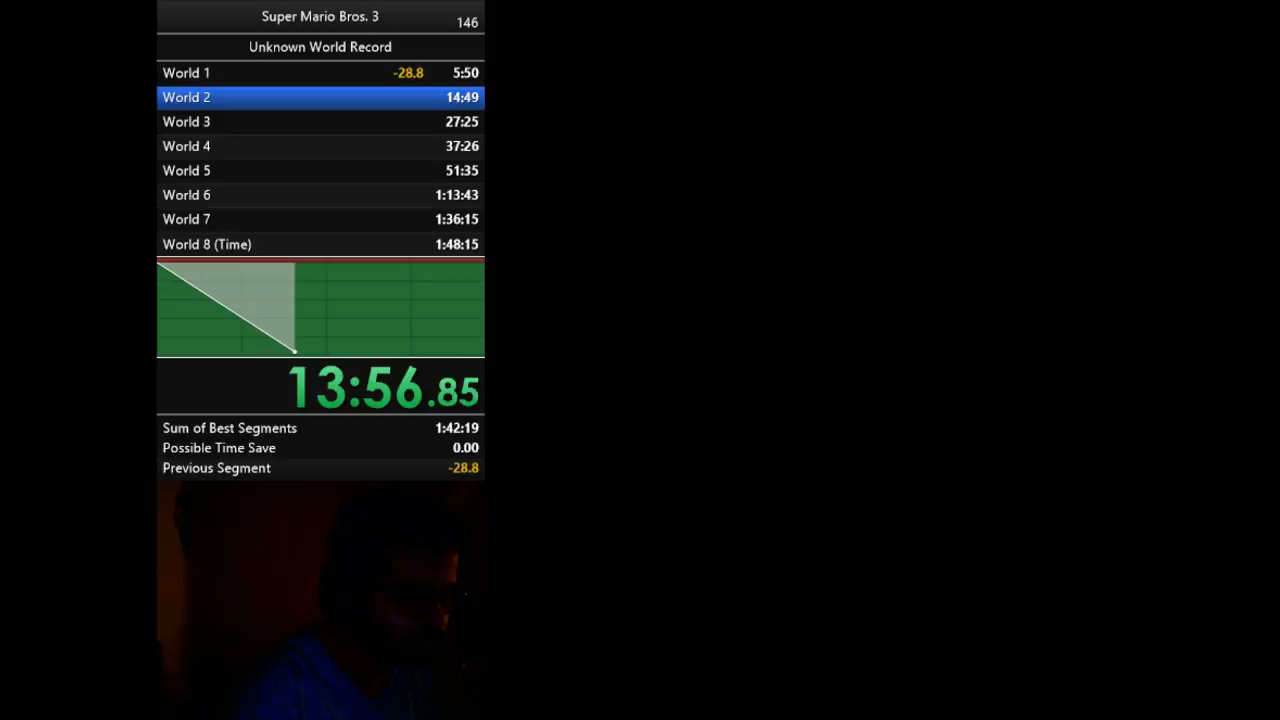 Super Mario Bros. 3
146
Unknown World Record
World 1 -28.8 5:50
World 2 14:49
World 3 27:25
World 4 37:26
World 5 51:35
World 6 1:13:43
World 7 1:36:15
World 8 (Time) 1:48:15
13:56.85
Sum of Best Segments 1:42:19
Possible Time Save 0.00
Previous Segment -28.8